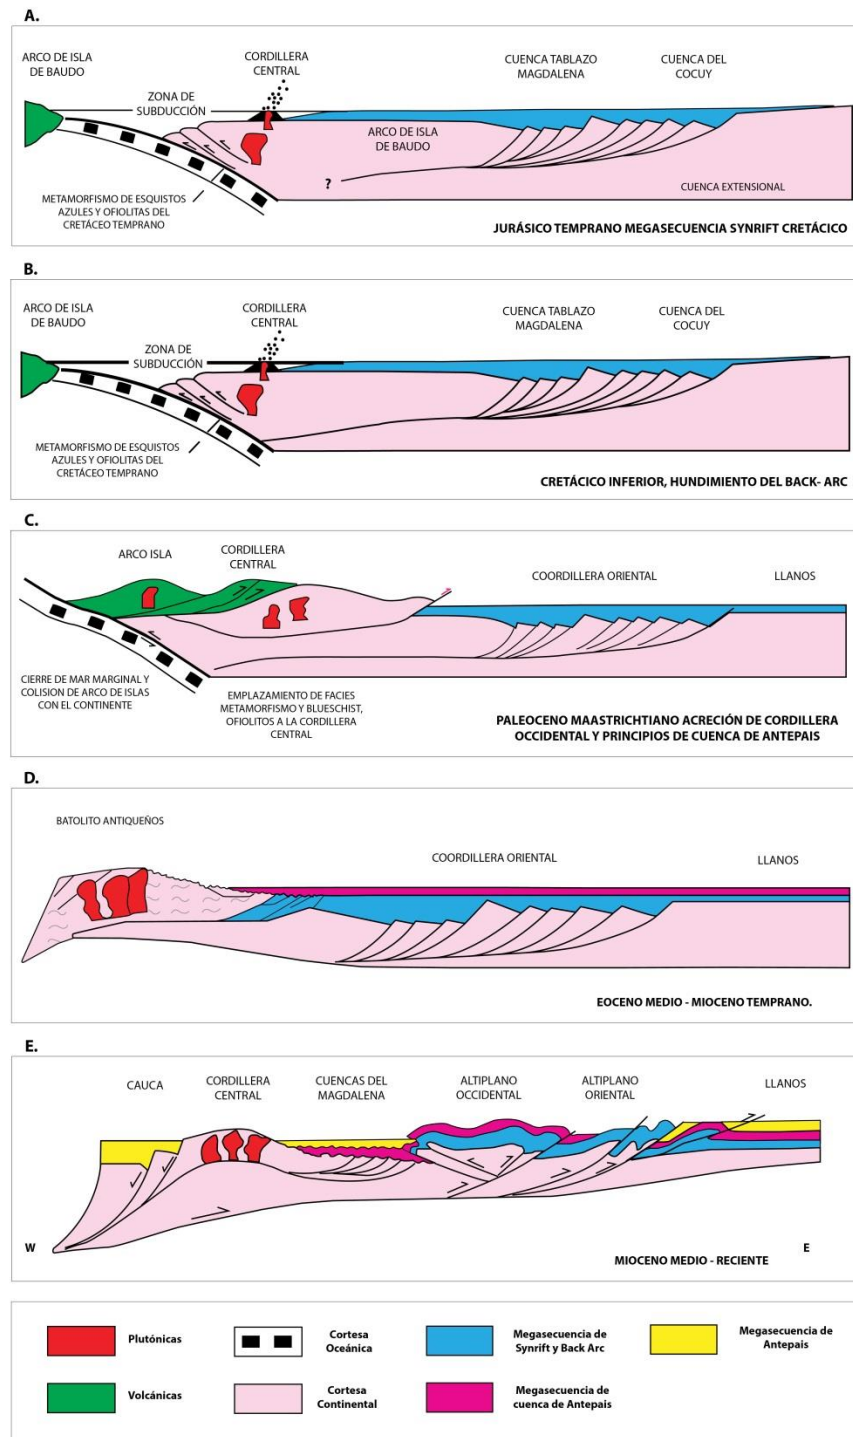 A.
ARCO DE ISLA
DE BAUDO
CORDILLERA
CENTRAL
CUENCA TABLAZO
MAGDALENA
CUENCA DEL
COCUY
ZONA DE
SUBDUCCIÓN
ARCO DE ISLA
DE BAUDO
?
CUENCA EXTENSIONAL
METAMORFISMO DE ESQUISTOS
AZULES Y OFIOLITAS DEL
CRETÁCEO TEMPRANO
JURÁSICO TEMPRANO MEGASECUENCIA SYNRIFT CRETÁCICO
B.
ARCO DE ISLA
DE BAUDO
CORDILLERA
CENTRAL
CUENCA TABLAZO
MAGDALENA
CUENCA DEL
COCUY
ZONA DE
SUBDUCCIÓN
METAMORFISMO DE ESQUISTOS
AZULES Y OFIOLITAS DEL
CRETÁCEO TEMPRANO
CRETÁCICO INFERIOR, HUNDIMIENTO DEL BACK- ARC
C.
ARCO ISLA
CORDILLERA
CENTRAL
COORDILLERA ORIENTAL
LLANOS
CIERRE DE MAR MARGINAL Y
COLISION DE ARCO DE ISLAS
CON EL CONTINENTE
EMPLAZAMIENTO DE FACIES
METAMORFISMO Y BLUESCHIST,
OFIOLITOS A LA CORDILLERA
CENTRAL
PALEOCENO MAASTRICHTIANO ACRECIÓN DE CORDILLERA
OCCIDENTAL Y PRINCIPIOS DE CUENCA DE ANTEPAIS
D.
BATOLITO ANTIQUEÑOS
COORDILLERA ORIENTAL
LLANOS
EOCENO MEDIO - MIOCENO TEMPRANO.
E.
CAUCA
CORDILLERA
CENTRAL
CUENCAS DEL
MAGDALENA
ALTIPLANO
OCCIDENTAL
ALTIPLANO
ORIENTAL
LLANOS
W
E
MIOCENO MEDIO - RECIENTE
Plutónicas
Cortesa
Oceánica
Megasecuencia de
Synrift y Back Arc
Megasecuencia de
Antepais
Volcánicas
Cortesa
Continental
Megasecuencia de
cuenca de Antepais